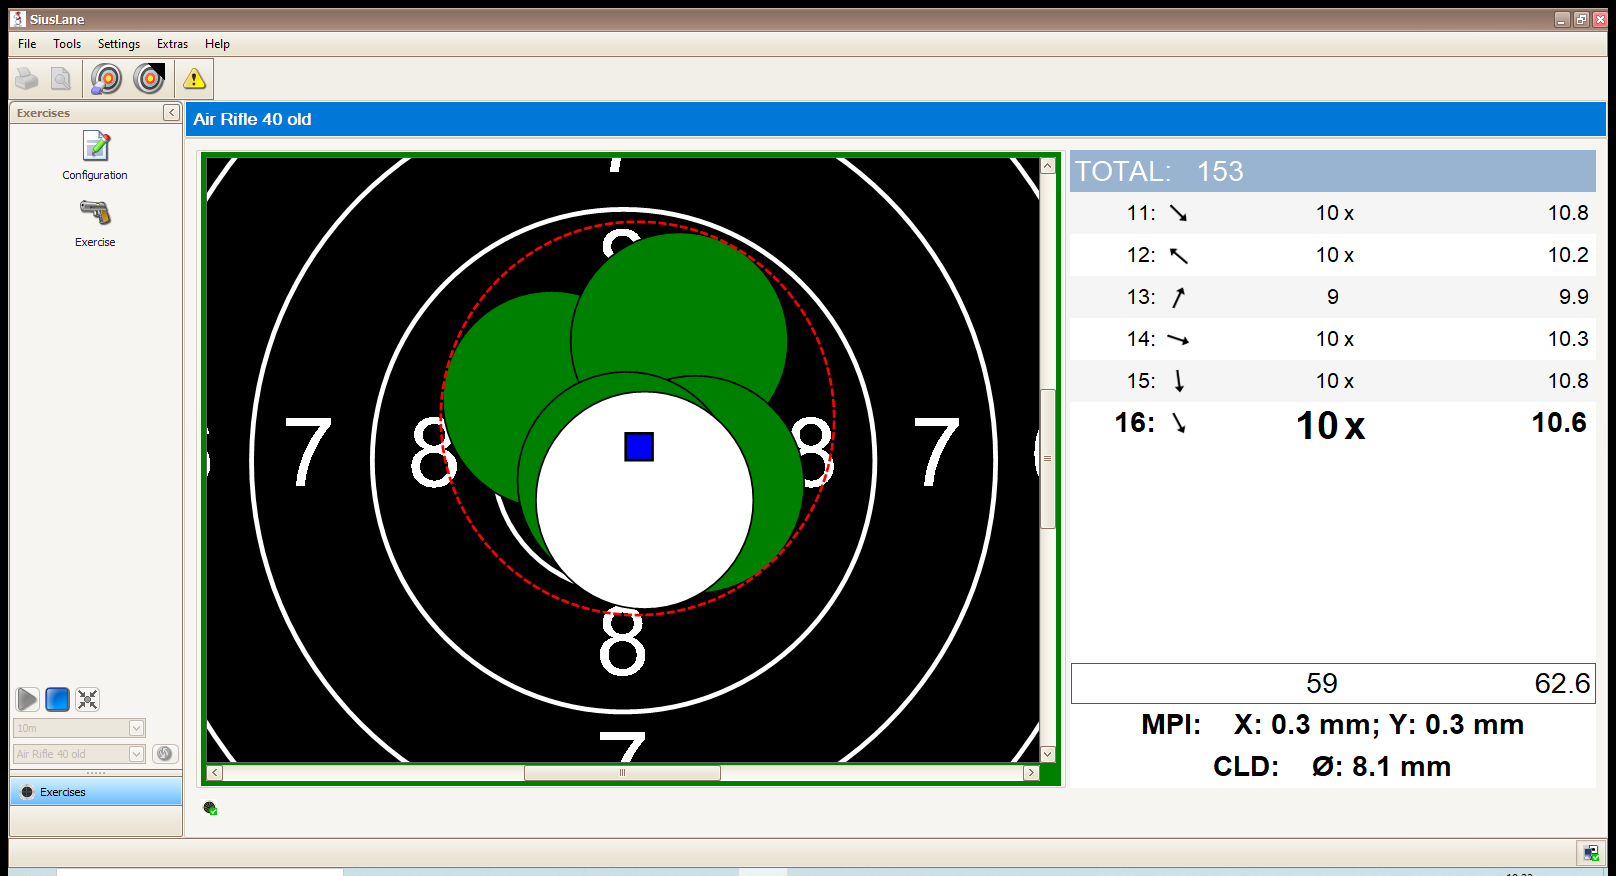 SiusLane
File Tools Settings Extras Help
Exercises
Configuration
Exercise
10m
Air Rifle 40 old
Exercises
Air Rifle 40 old
7
7 8 8 7
8
7
TOTAL: 153
11: 10 x 10.8
12: 10 x 10.2
13: 9 9.9
14: 10 x 10.3
15: 10 x 10.8
16: 10 x 10.6
59 62.6
MPI: X: 0.3 mm; Y: 0.3 mm
CLD: Ø: 8.1 mm